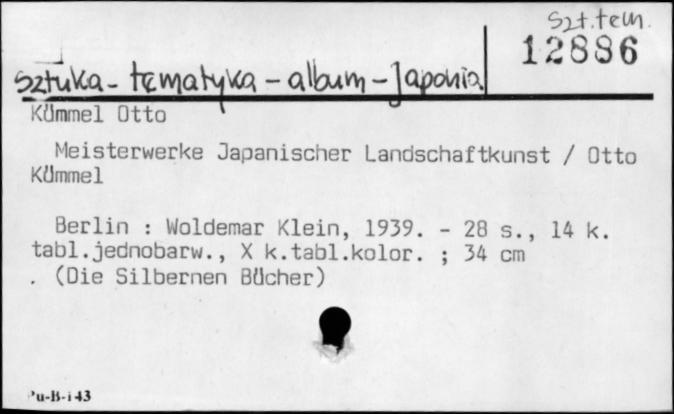 Szt.tem.
12886
Sztuka - tematyka - album - Japonia
Kümmel Otto
Meisterwerke Japanischer Landschaftkunst / Otto
Kümmel
Berlin : Woldemar Klein, 1939. - 28 s., 14 k.
tabl.jednobarw., X k.tabl.kolor. ; 34 cm
. (Die Silbernen Bücher)
Pu-B-i 43